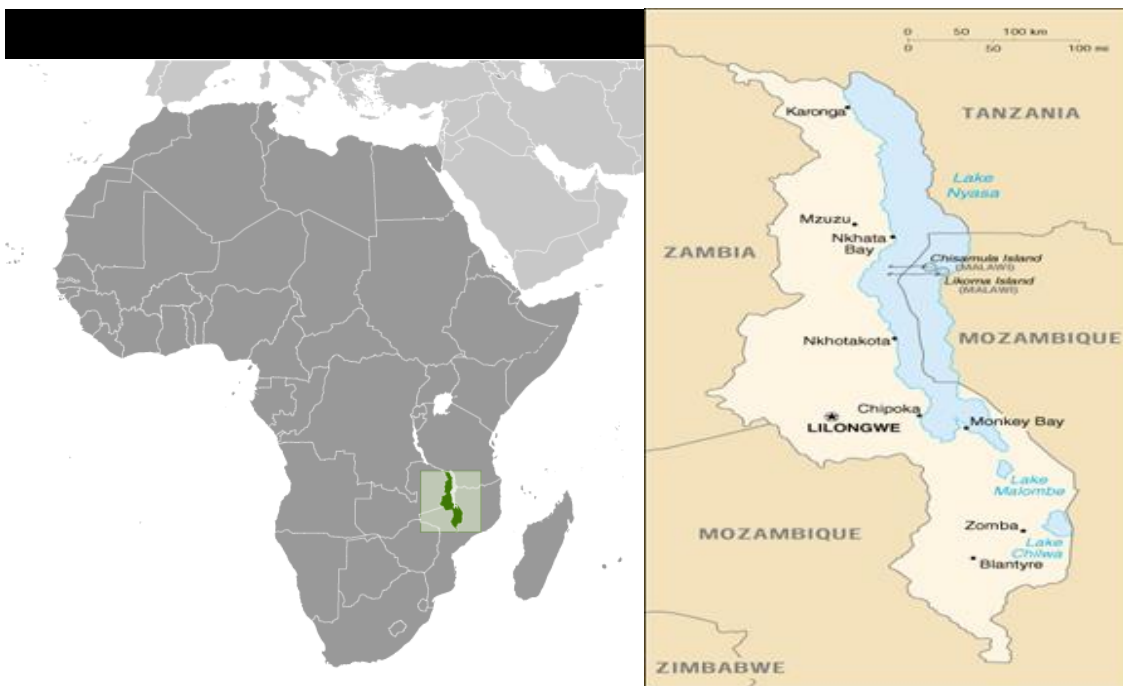 0 50 100 km
0 50 100 mi
Karonga
TANZANIA
Lake
Nyasa
Mzuzu
Nkhata
Bay
ZAMBIA
Chisamula Island
(MALAWI)
Likoma Island
(MALAWI)
Nkhotakota
MOZAMBIQUE
Chipoka
LILONGWE
Monkey Bay
Lake
Malombe
MOZAMBIQUE
Zomba
Lake
Chilwa
Blantyre
ZIMBABWE